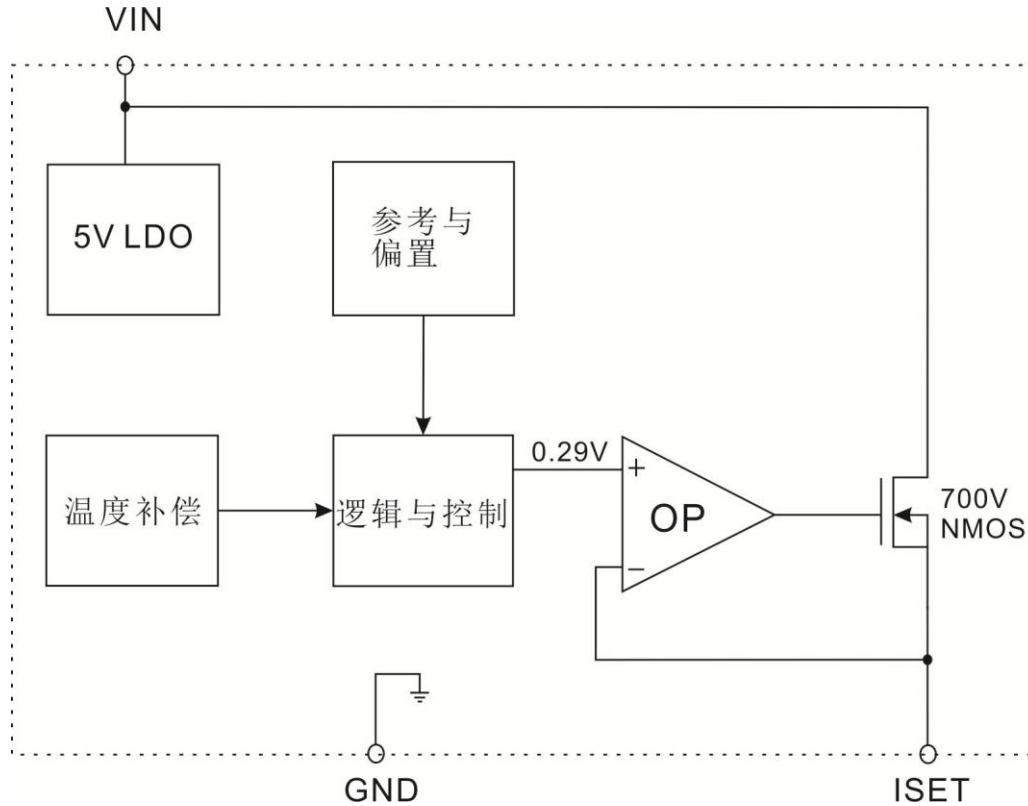 VIN
5V LDO
参考与
偏置
温度补偿
逻辑与控制
0.29V
+
−
OP
700V
NMOS
GND
ISET